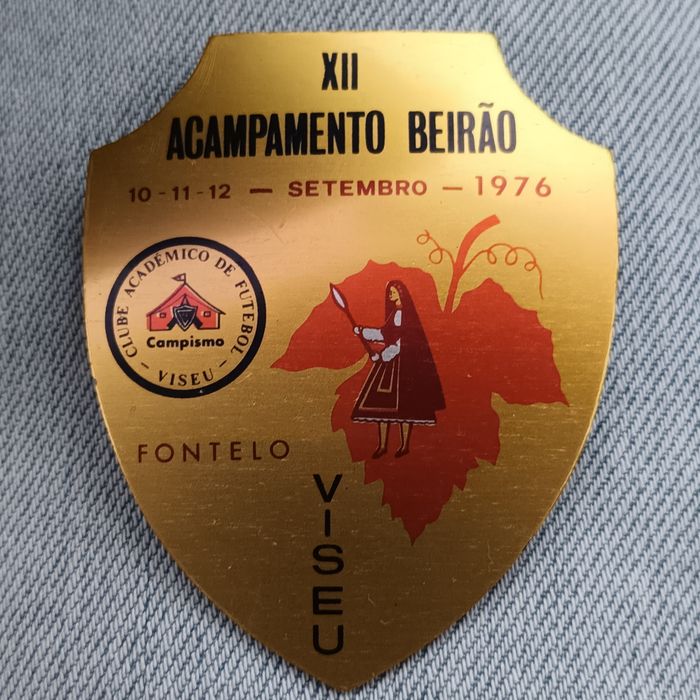 XII
ACAMPAMENTO BEIRÃO
10-11-12 — SETEMBRO — 1976
CLUBE ACADÉMICO DE FUTEBOL
Campismo
- VISEU -
FONTELO
VISEU